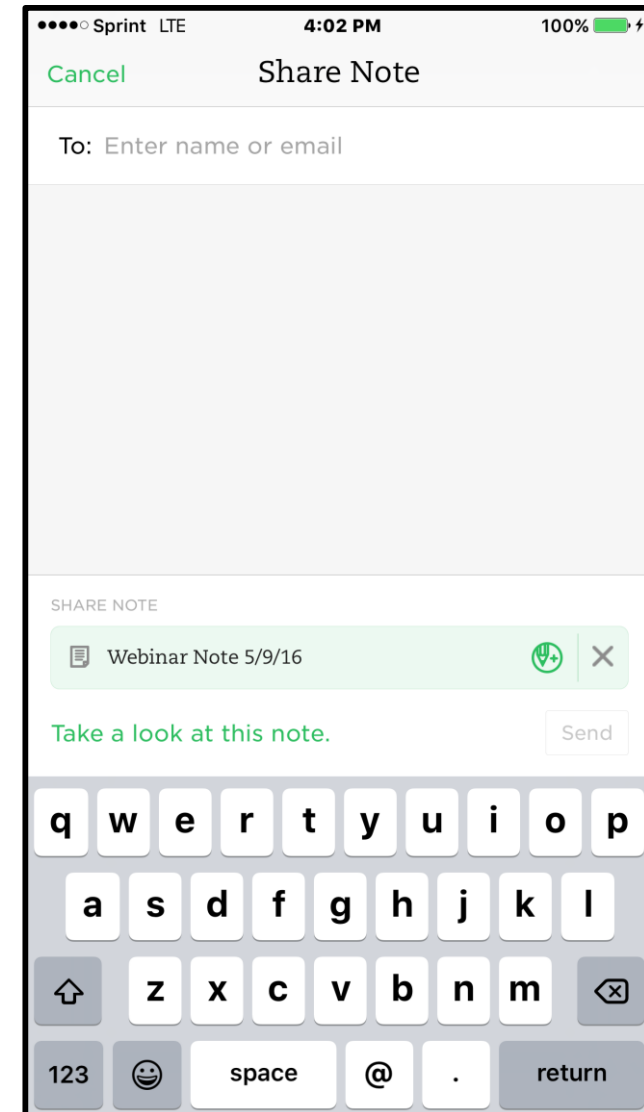 Sprint LTE 4:02 PM 100%
Cancel Share Note
To: Enter name or email
SHARE NOTE
Webinar Note 5/9/16
Take a look at this note. Send
q w e r t y u i o p
a s d f g h j k l
z x c v b n m
123 space @ . return